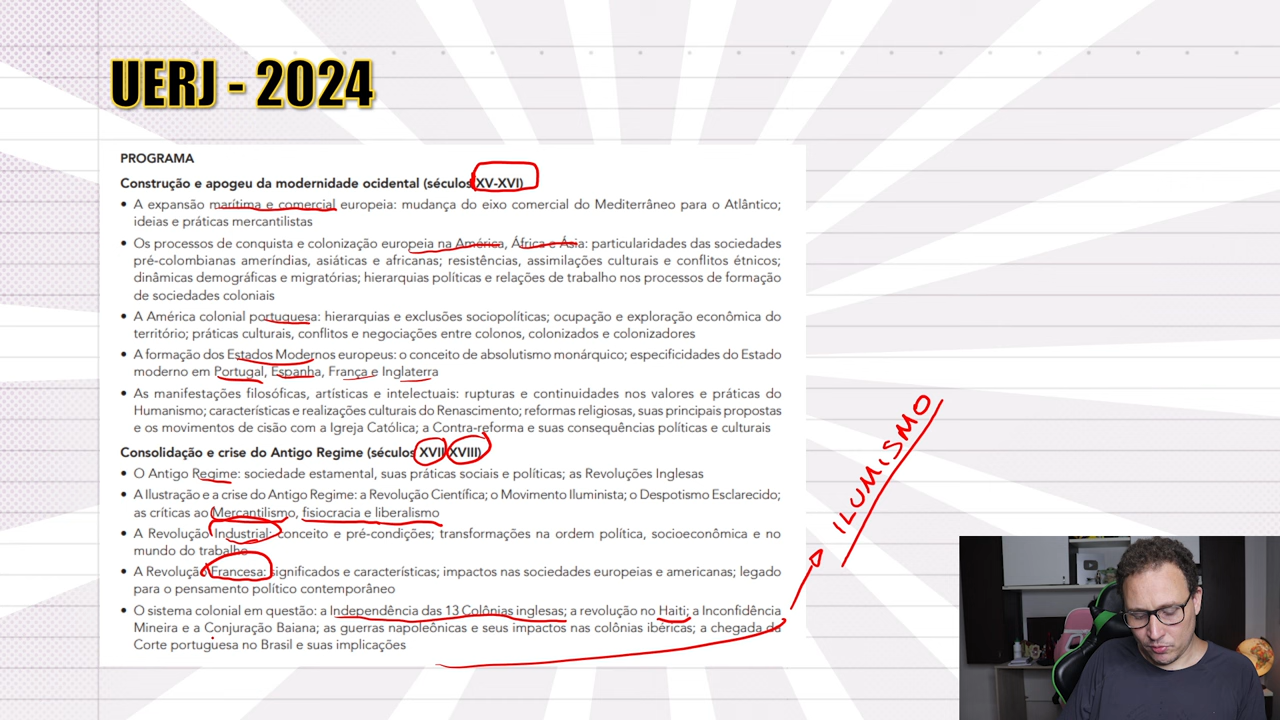 UERJ - 2024
PROGRAMA
Construção e apogeu da modernidade ocidental (séculos XV-XVI)
• A expansão marítima e comercial europeia: mudança do eixo comercial do Mediterrâneo para o Atlântico;
ideias e práticas mercantilistas
• Os processos de conquista e colonização europeia na América, África e Ásia: particularidades das sociedades
pré-colombianas ameríndias, asiáticas e africanas; resistências, assimilações culturais e conflitos étnicos;
dinâmicas demográficas e migratórias; hierarquias políticas e relações de trabalho nos processos de formação
de sociedades coloniais
• A América colonial portuguesa: hierarquias e exclusões sociopolíticas; ocupação e exploração econômica do
território; práticas culturais, conflitos e negociações entre colonos, colonizados e colonizadores
• A formação dos Estados Modernos europeus: o conceito de absolutismo monárquico; especificidades do Estado
moderno em Portugal, Espanha, França e Inglaterra
• As manifestações filosóficas, artísticas e intelectuais: rupturas e continuidades nos valores e práticas do
Humanismo; características e realizações culturais do Renascimento; reformas religiosas, suas principais propostas
e os movimentos de cisão com a Igreja Católica; a Contra-reforma e suas consequências políticas e culturais
Consolidação e crise do Antigo Regime (séculos XVII XVIII)
• O Antigo Regime: sociedade estamental, suas práticas sociais e políticas; as Revoluções Inglesas
• A Ilustração e a crise do Antigo Regime: a Revolução Científica; o Movimento Iluminista; o Despotismo Esclarecido;
as críticas ao Mercantilismo, fisiocracia e liberalismo
• A Revolução Industrial: conceito e pré-condições; transformações na ordem política, socioeconômica e no
mundo do trabalho
• A Revolução Francesa: significados e características; impactos nas sociedades europeias e americanas; legado
para o pensamento político contemporâneo
• O sistema colonial em questão: a Independência das 13 Colônias inglesas; a revolução no Haiti; a Inconfidência
Mineira e a Conjuração Baiana; as guerras napoleônicas e seus impactos nas colônias ibéricas; a chegada da
Corte portuguesa no Brasil e suas implicações
ILUMISMO